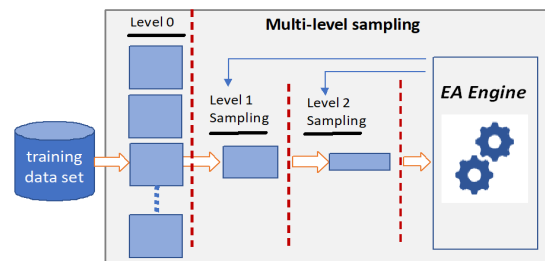 Level 0
Multi-level sampling
Level 1
Sampling
Level 2
Sampling
EA Engine
training
data set